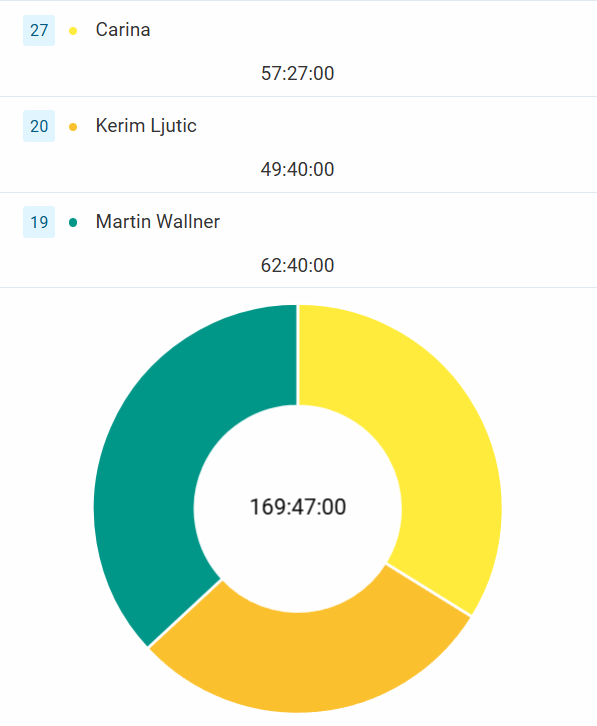 27 Carina
57:27:00
20 Kerim Ljutic
49:40:00
19 Martin Wallner
62:40:00
169:47:00